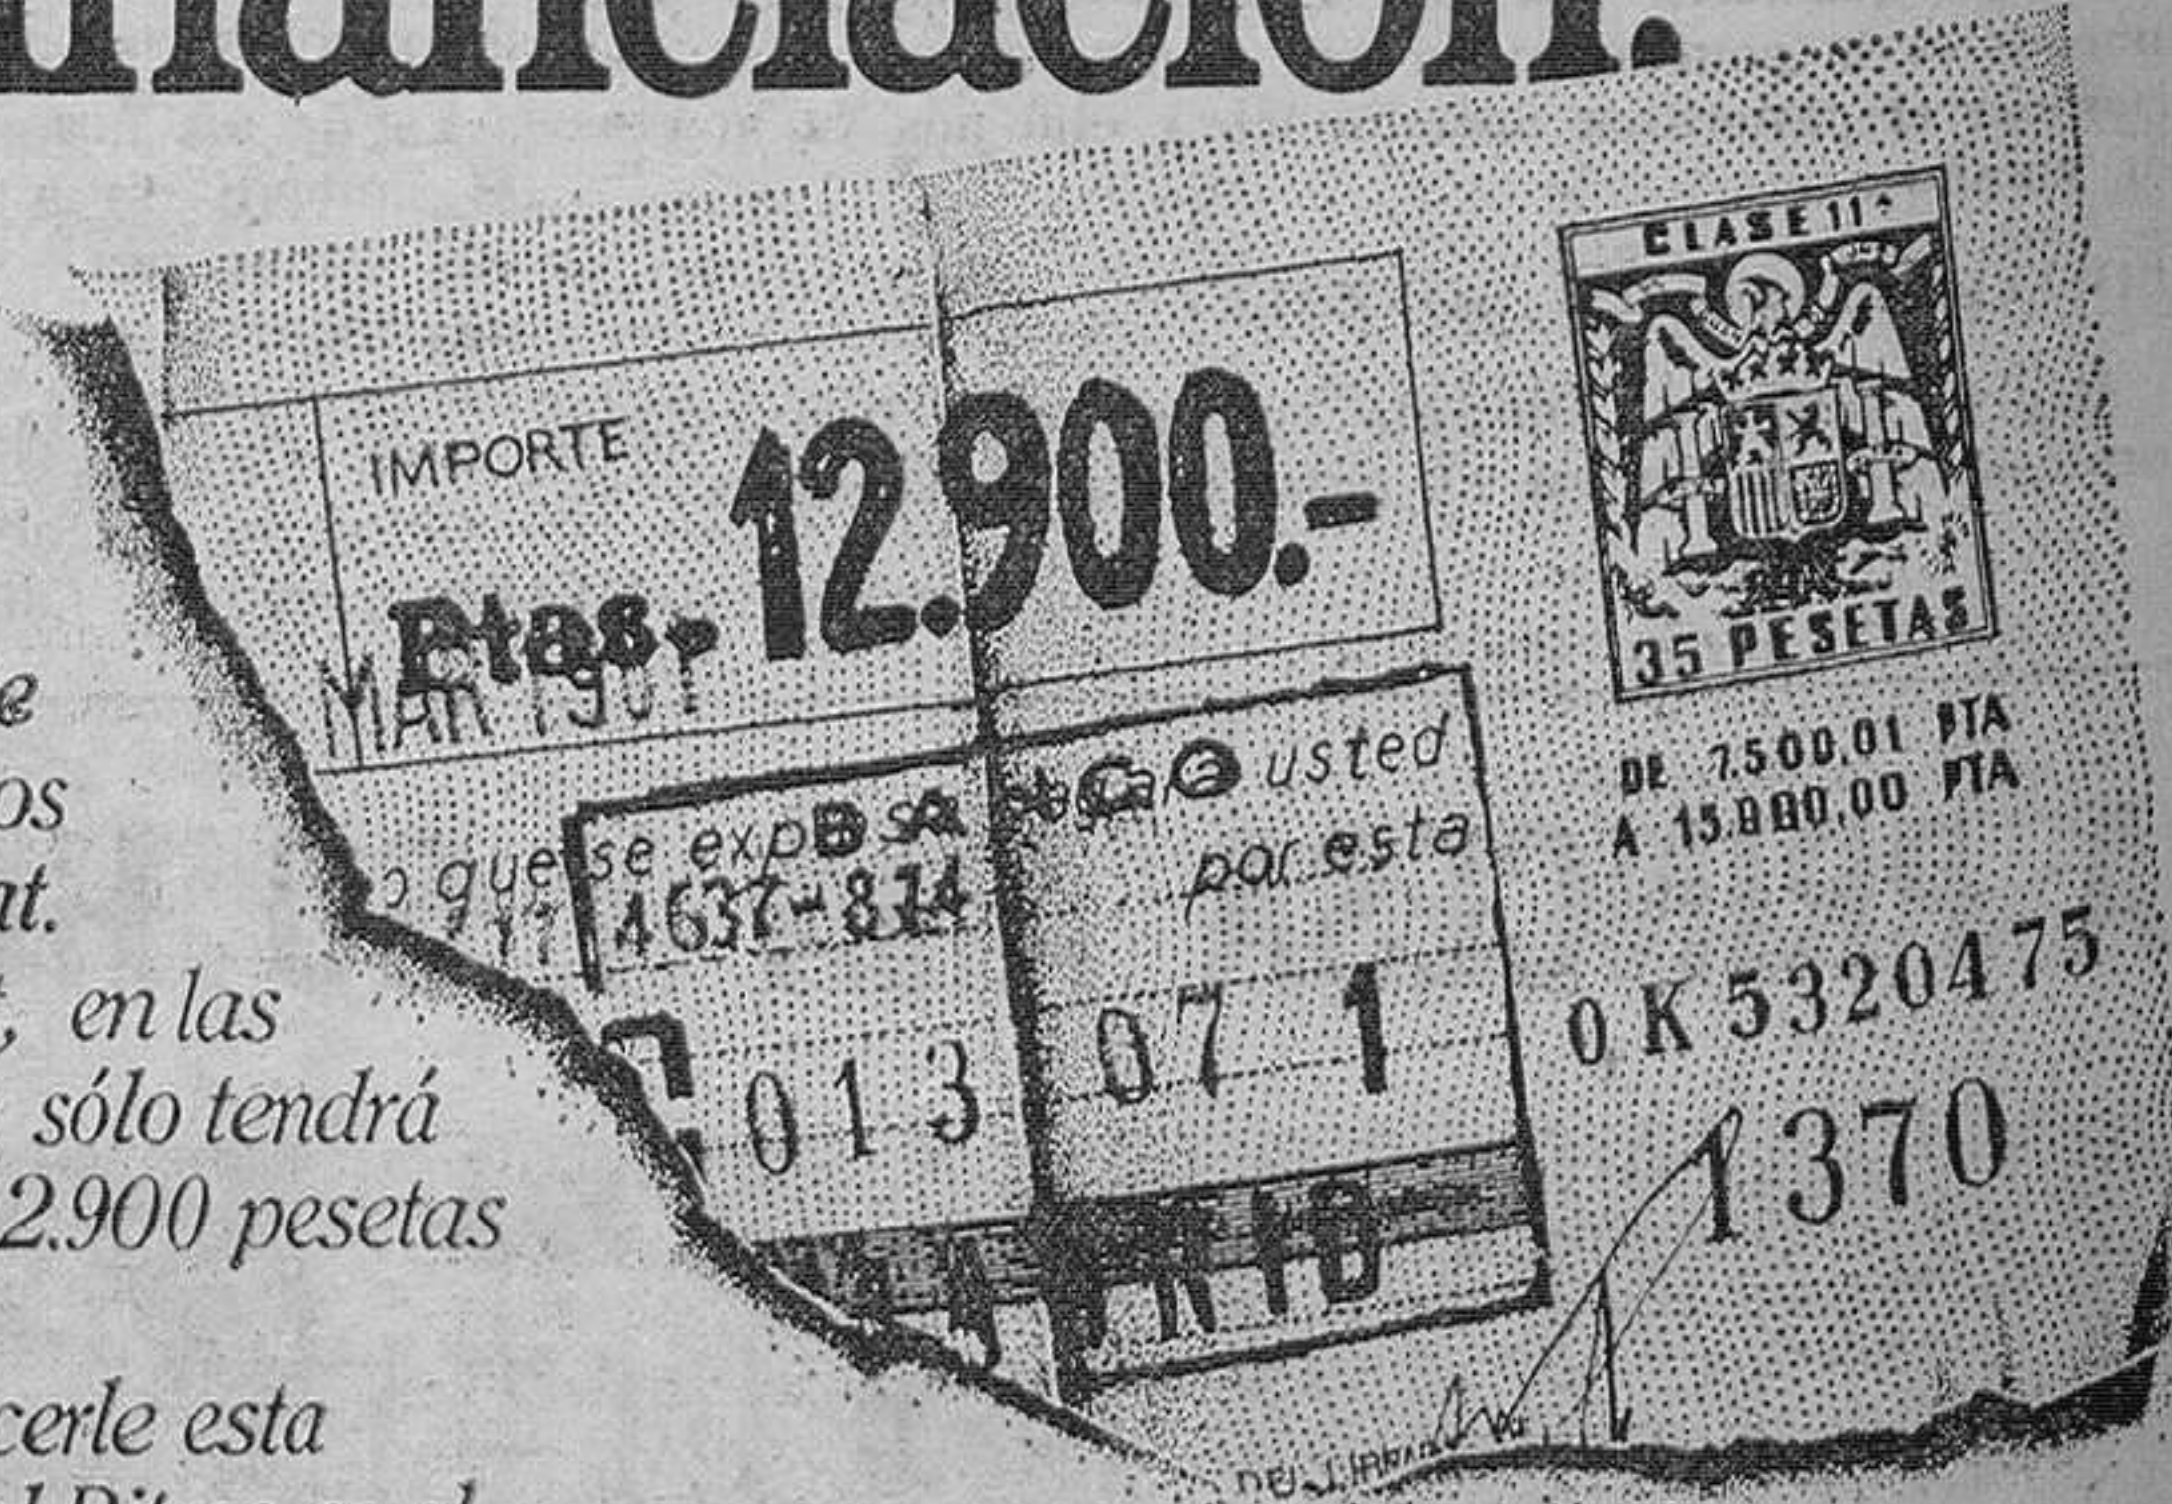 nanciación.
CLASE 11ª
IMPORTE
Ptas. 12.900.-
35 PESETAS
DE 7.500,01 PTA
A 15.000,00 PTA
que se expo usted
por esta
4637-874
0K5320475
013 07 1
1370
e
os
at.
, en las
sólo tendrá
2.900 pesetas
cerle esta